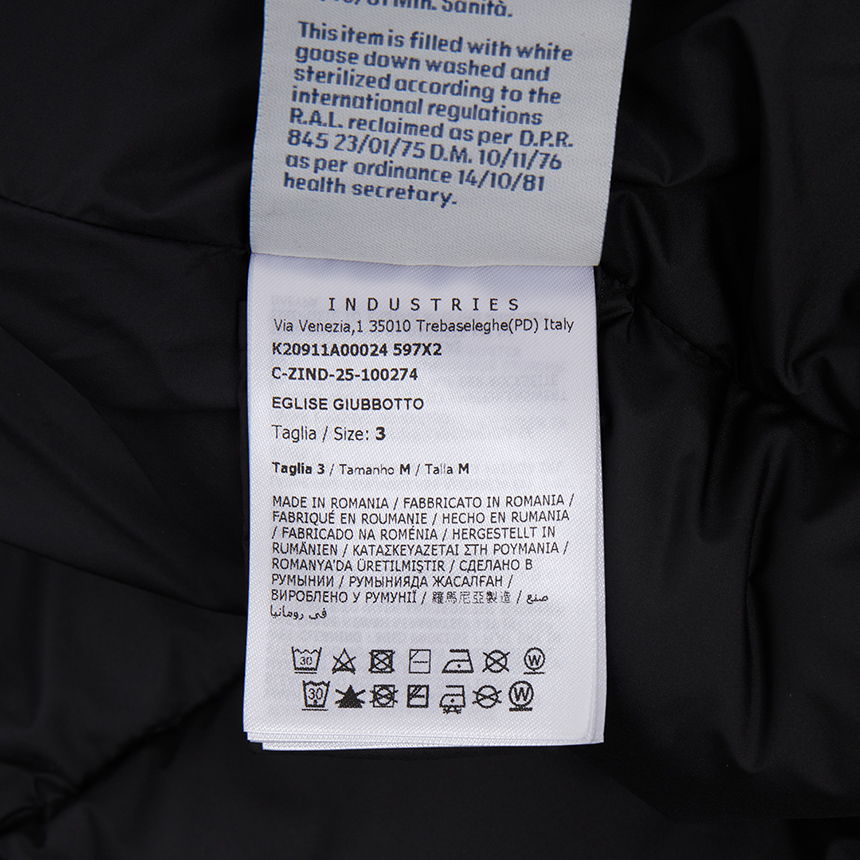 Min. Sanità.
This item is filled with white
goose down washed and
sterilized according to the
international regulations
R.A.L. reclaimed as per D.P.R.
845 23/01/75 D.M. 10/11/76
as per ordinance 14/10/81
health secretary.
INDUSTRIES
Via Venezia,1 35010 Trebaseleghe(PD) Italy
K20911A00024 597X2
C-ZIND-25-100274
EGLISE GIUBBOTTO
Taglia / Size: 3
Taglia 3 / Tamanho M / Talla M
MADE IN ROMANIA / FABBRICATO IN ROMANIA /
FABRIQUÉ EN ROUMANIE / HECHO EN RUMANIA
/ FABRICADO NA ROMÉNIA / HERGESTELLT IN
RUMÄNIEN / ΚΑΤΑΣΚΕΥΑΖΕΤΑΙ ΣΤΗ ΡΟΥΜΑΝΙΑ /
ROMANYA'DA ÜRETILMIŞTIR / СДЕЛАНО В
РУМЫНИИ / РУМЫНИЯДА ЖАСАЛҒАН /
ВИРОБЛЕНО У РУМУНІЇ / 羅馬尼亞製造 / صنع
في رومانيا
30 W
30 W